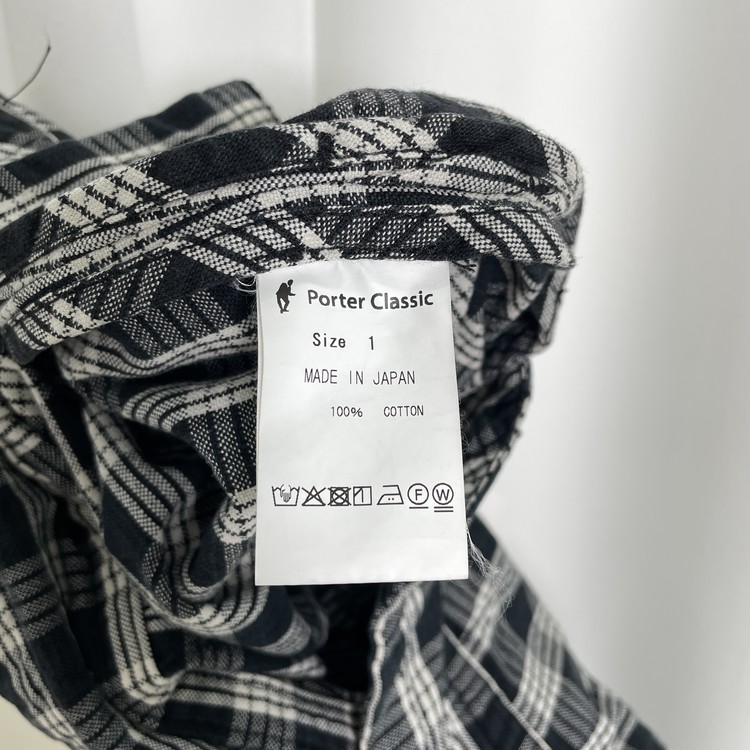 Porter Classic
Size 1
MADE IN JAPAN
100% COTTON
F W